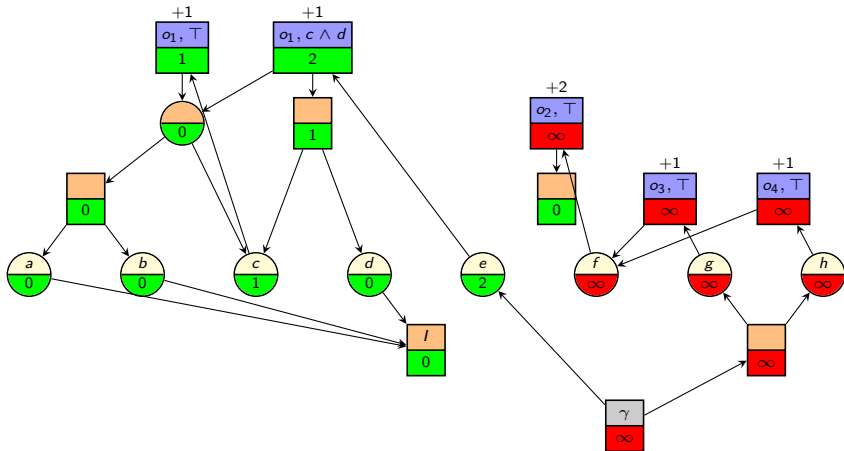 +1 +1
o₁, ⊤ o₁, c ∧ d
1 2
+2
o₂, ⊤
∞
0
1
+1 +1
o₃, ⊤ o₄, ⊤
∞ ∞
0
0
a b c d e f g h
0 0 1 0 2 ∞ ∞ ∞
I
0
∞
γ
∞